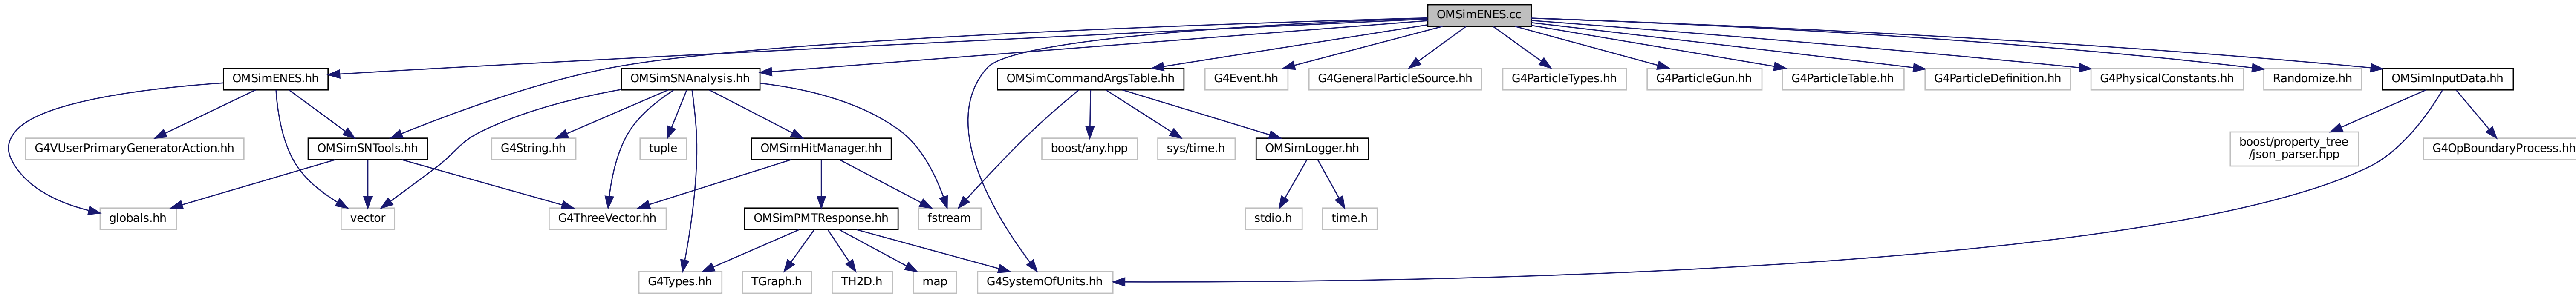 OMSimENES.cc
OMSimENES.hh
OMSimSNAnalysis.hh
OMSimCommandArgsTable.hh
G4Event.hh
G4GeneralParticleSource.hh
G4ParticleTypes.hh
G4ParticleGun.hh
G4ParticleTable.hh
G4ParticleDefinition.hh
G4PhysicalConstants.hh
Randomize.hh
OMSimInputData.hh
G4VUserPrimaryGeneratorAction.hh
OMSimSNTools.hh
G4String.hh
tuple
OMSimHitManager.hh
boost/any.hpp
sys/time.h
OMSimLogger.hh
boost/property_tree
/json_parser.hpp
G4OpBoundaryProcess.hh
globals.hh
vector
G4ThreeVector.hh
OMSimPMTResponse.hh
fstream
stdio.h
time.h
G4Types.hh
TGraph.h
TH2D.h
map
G4SystemOfUnits.hh